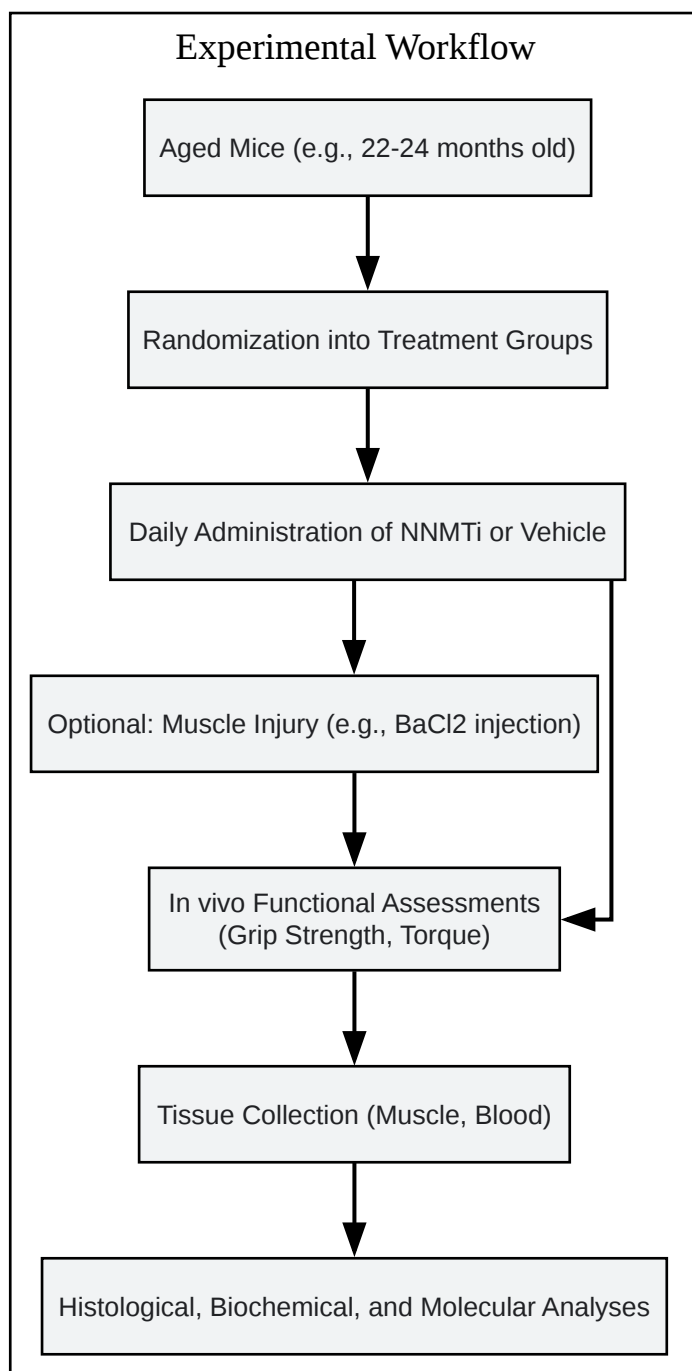 Experimental Workflow
Aged Mice (e.g., 22-24 months old)
Randomization into Treatment Groups
Daily Administration of NNMTi or Vehicle
Optional: Muscle Injury (e.g., BaCl2 injection)
In vivo Functional Assessments
(Grip Strength, Torque)
Tissue Collection (Muscle, Blood)
Histological, Biochemical, and Molecular Analyses